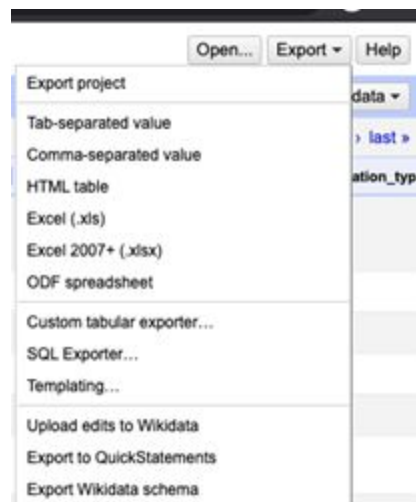 Open... Export Help
Export project
data
Tab-separated value
› last »
Comma-separated value
HTML table
ation_typ
Excel (.xls)
Excel 2007+ (.xlsx)
ODF spreadsheet
Custom tabular exporter...
SQL Exporter...
Templating...
Upload edits to Wikidata
Export to QuickStatements
Export Wikidata schema